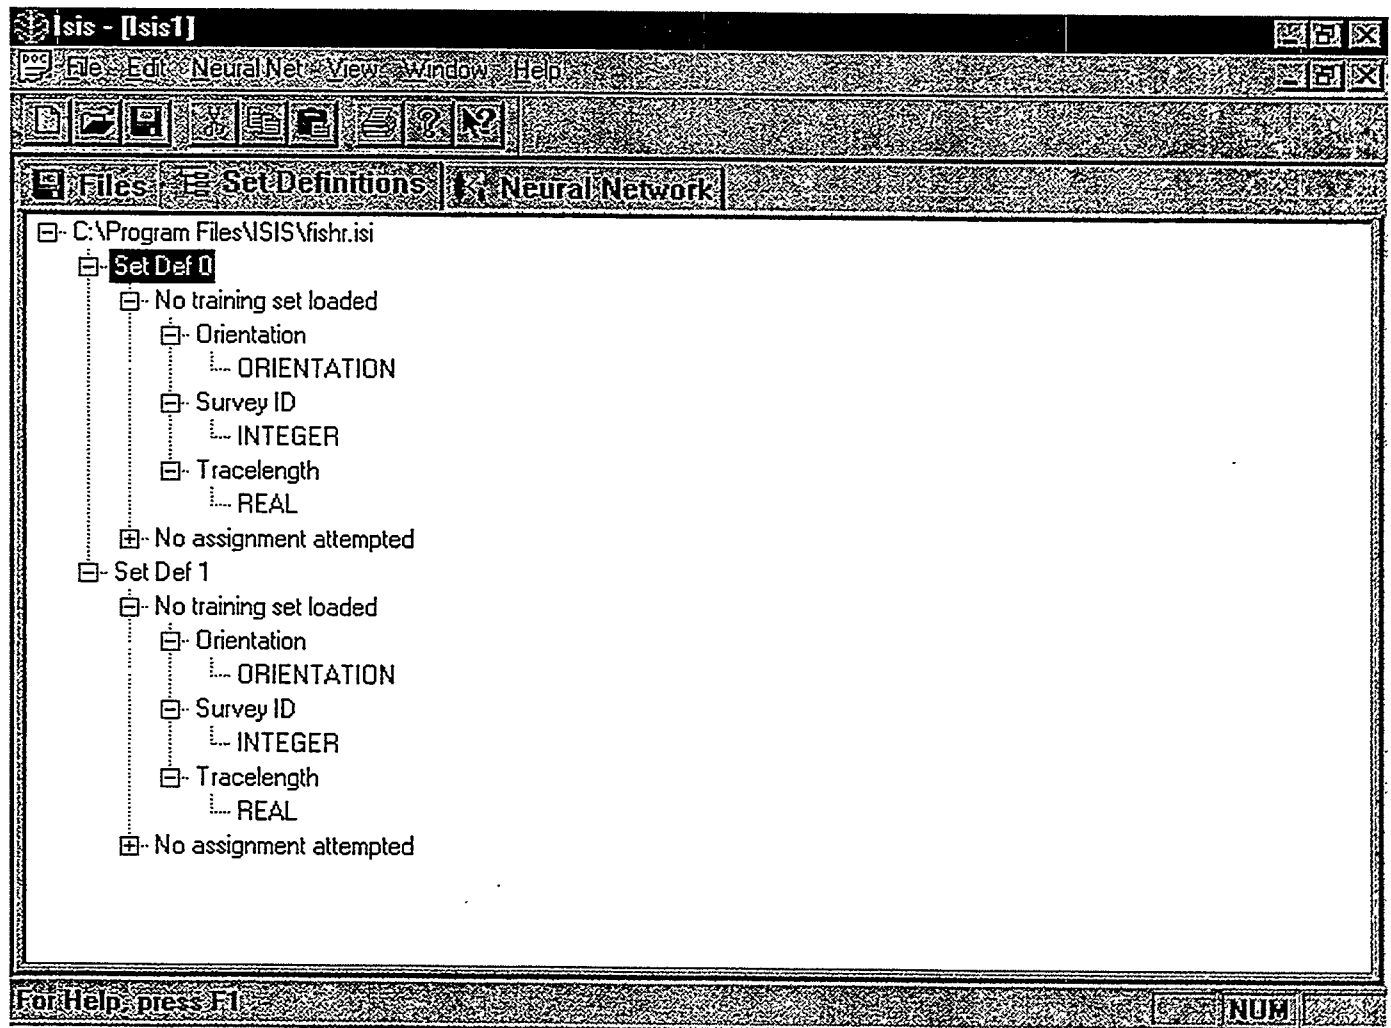 Isis - [Isis1]
File Edit Neural Net View Window Help
Files Set Definitions Neural Network
C:\Program Files\ISIS\fishr.isi
Set Def 0
No training set loaded
Orientation
ORIENTATION
Survey ID
INTEGER
Tracelength
REAL
No assignment attempted
Set Def 1
No training set loaded
Orientation
ORIENTATION
Survey ID
INTEGER
Tracelength
REAL
No assignment attempted
For Help, press F1 NUM